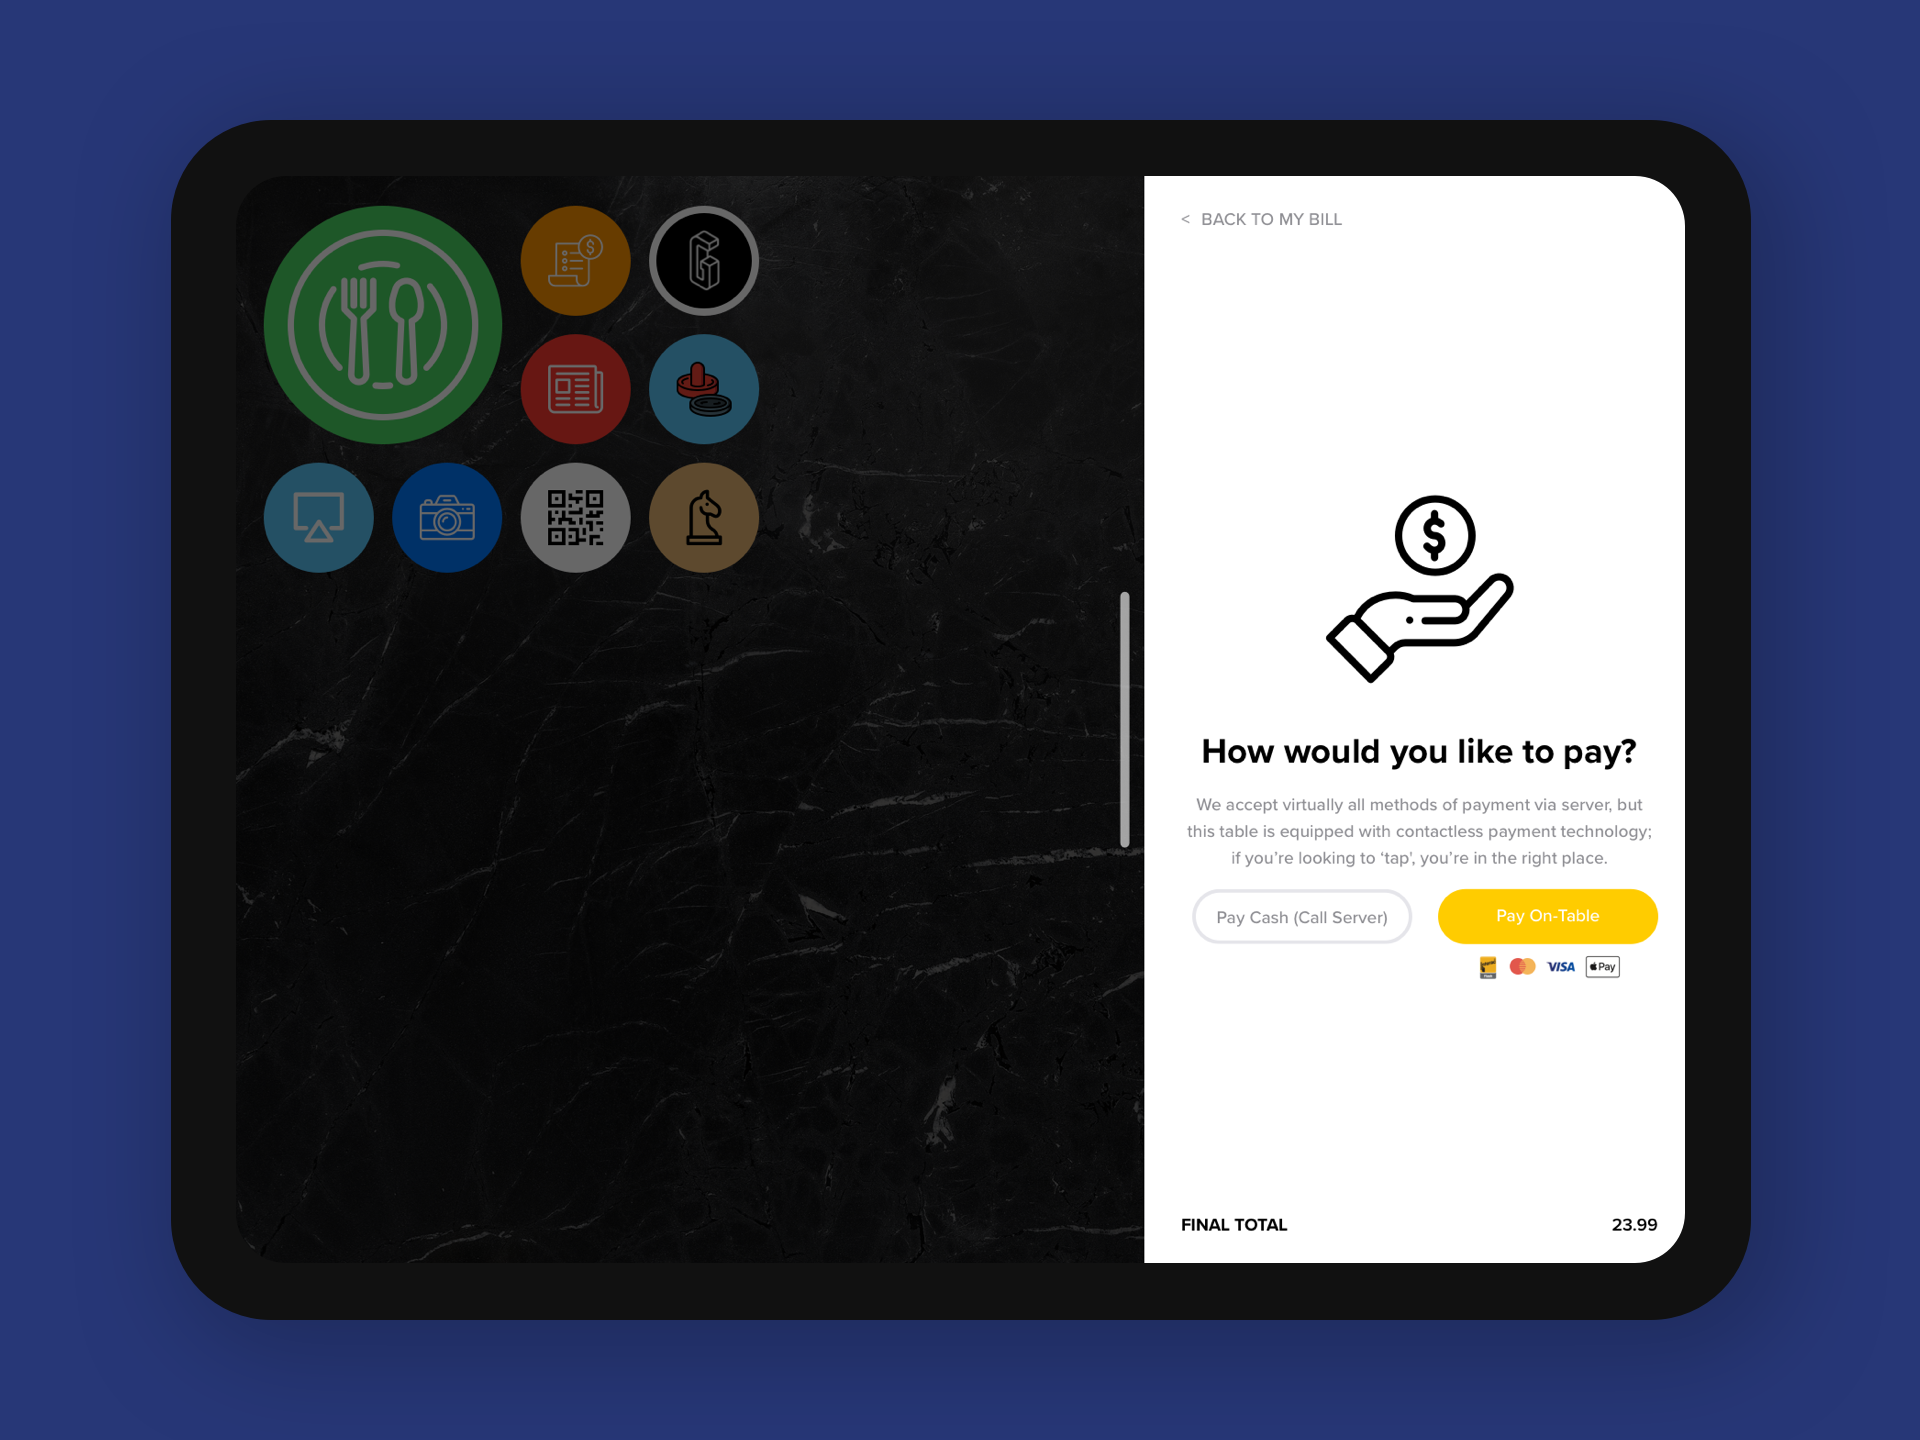 < BACK TO MY BILL
$
$
How would you like to pay?
We accept virtually all methods of payment via server, but
this table is equipped with contactless payment technology;
if you’re looking to ‘tap’, you’re in the right place.
Pay Cash (Call Server)
Pay On-Table
VISA Pay
FINAL TOTAL 23.99